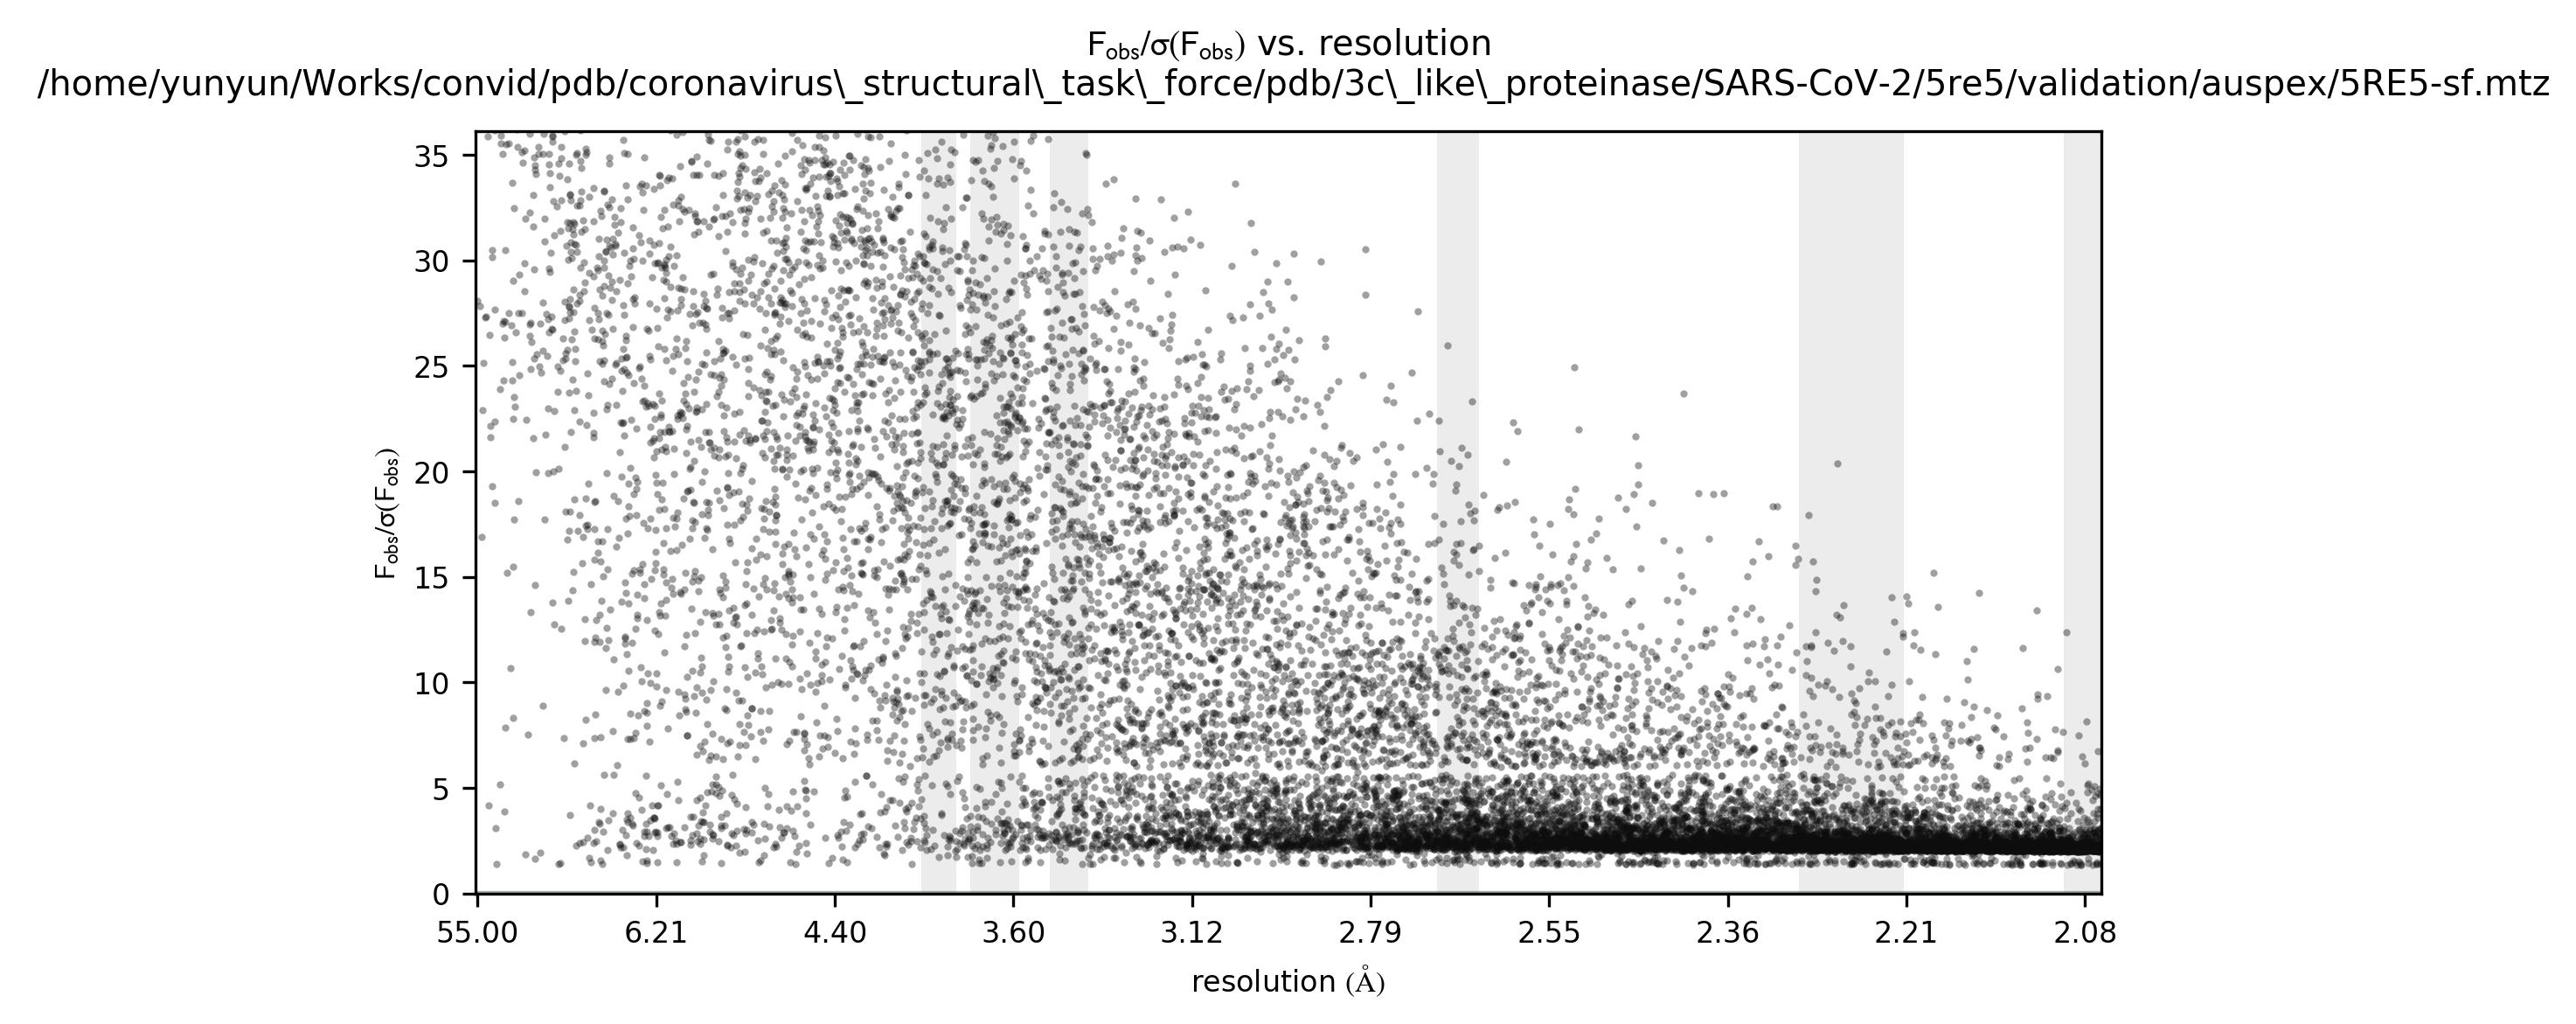 Fobs/σ(Fobs) vs. resolution
/home/yunyun/Works/convid/pdb/coronavirus\_structural\_task\_force/pdb/3c\_like\_proteinase/SARS-CoV-2/5re5/validation/auspex/5RE5-sf.mtz
Fobs/σ(Fobs)
35
30
25
20
15
10
5
0
55.00 6.21 4.40 3.60 3.12 2.79 2.55 2.36 2.21 2.08
resolution (Å)